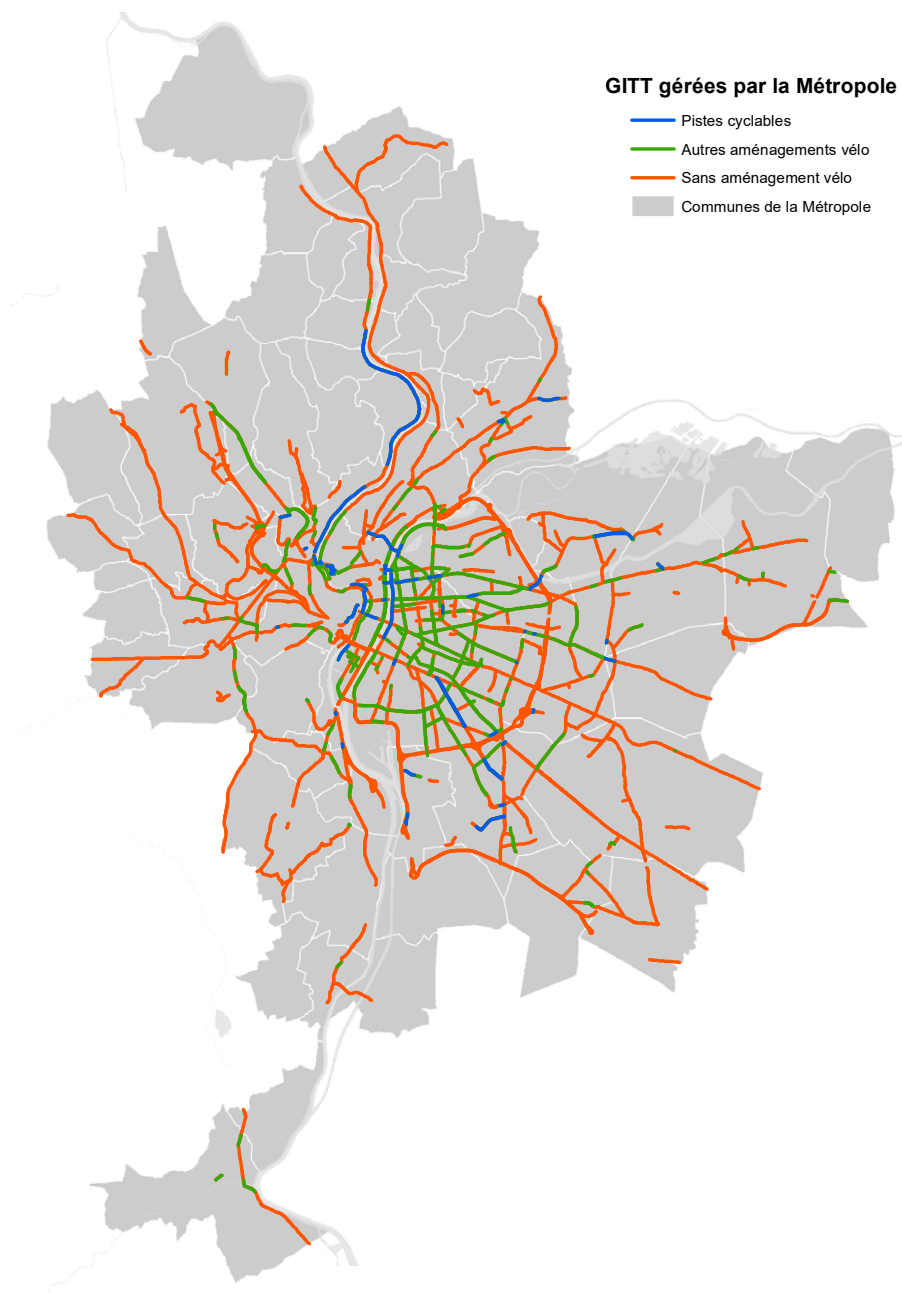 GITT gérées par la Métropole
Pistes cyclables
Autres aménagements vélo
Sans aménagement vélo
Communes de la Métropole